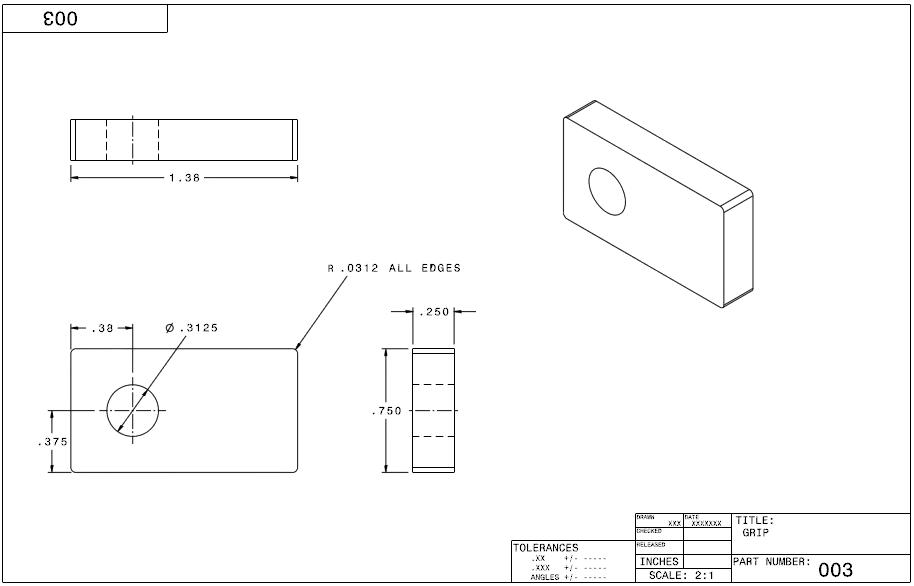 003
1.38
R .0312 ALL EDGES
.250
.38
Ø .3125
.750
.375
DRAWN XXX
DATE XXXXXXX
CHECKED
RELEASED
TITLE:
GRIP
TOLERANCES
.XX +/- -----
.XXX +/- -----
ANGLES +/- -----
INCHES
SCALE: 2:1
PART NUMBER: 003